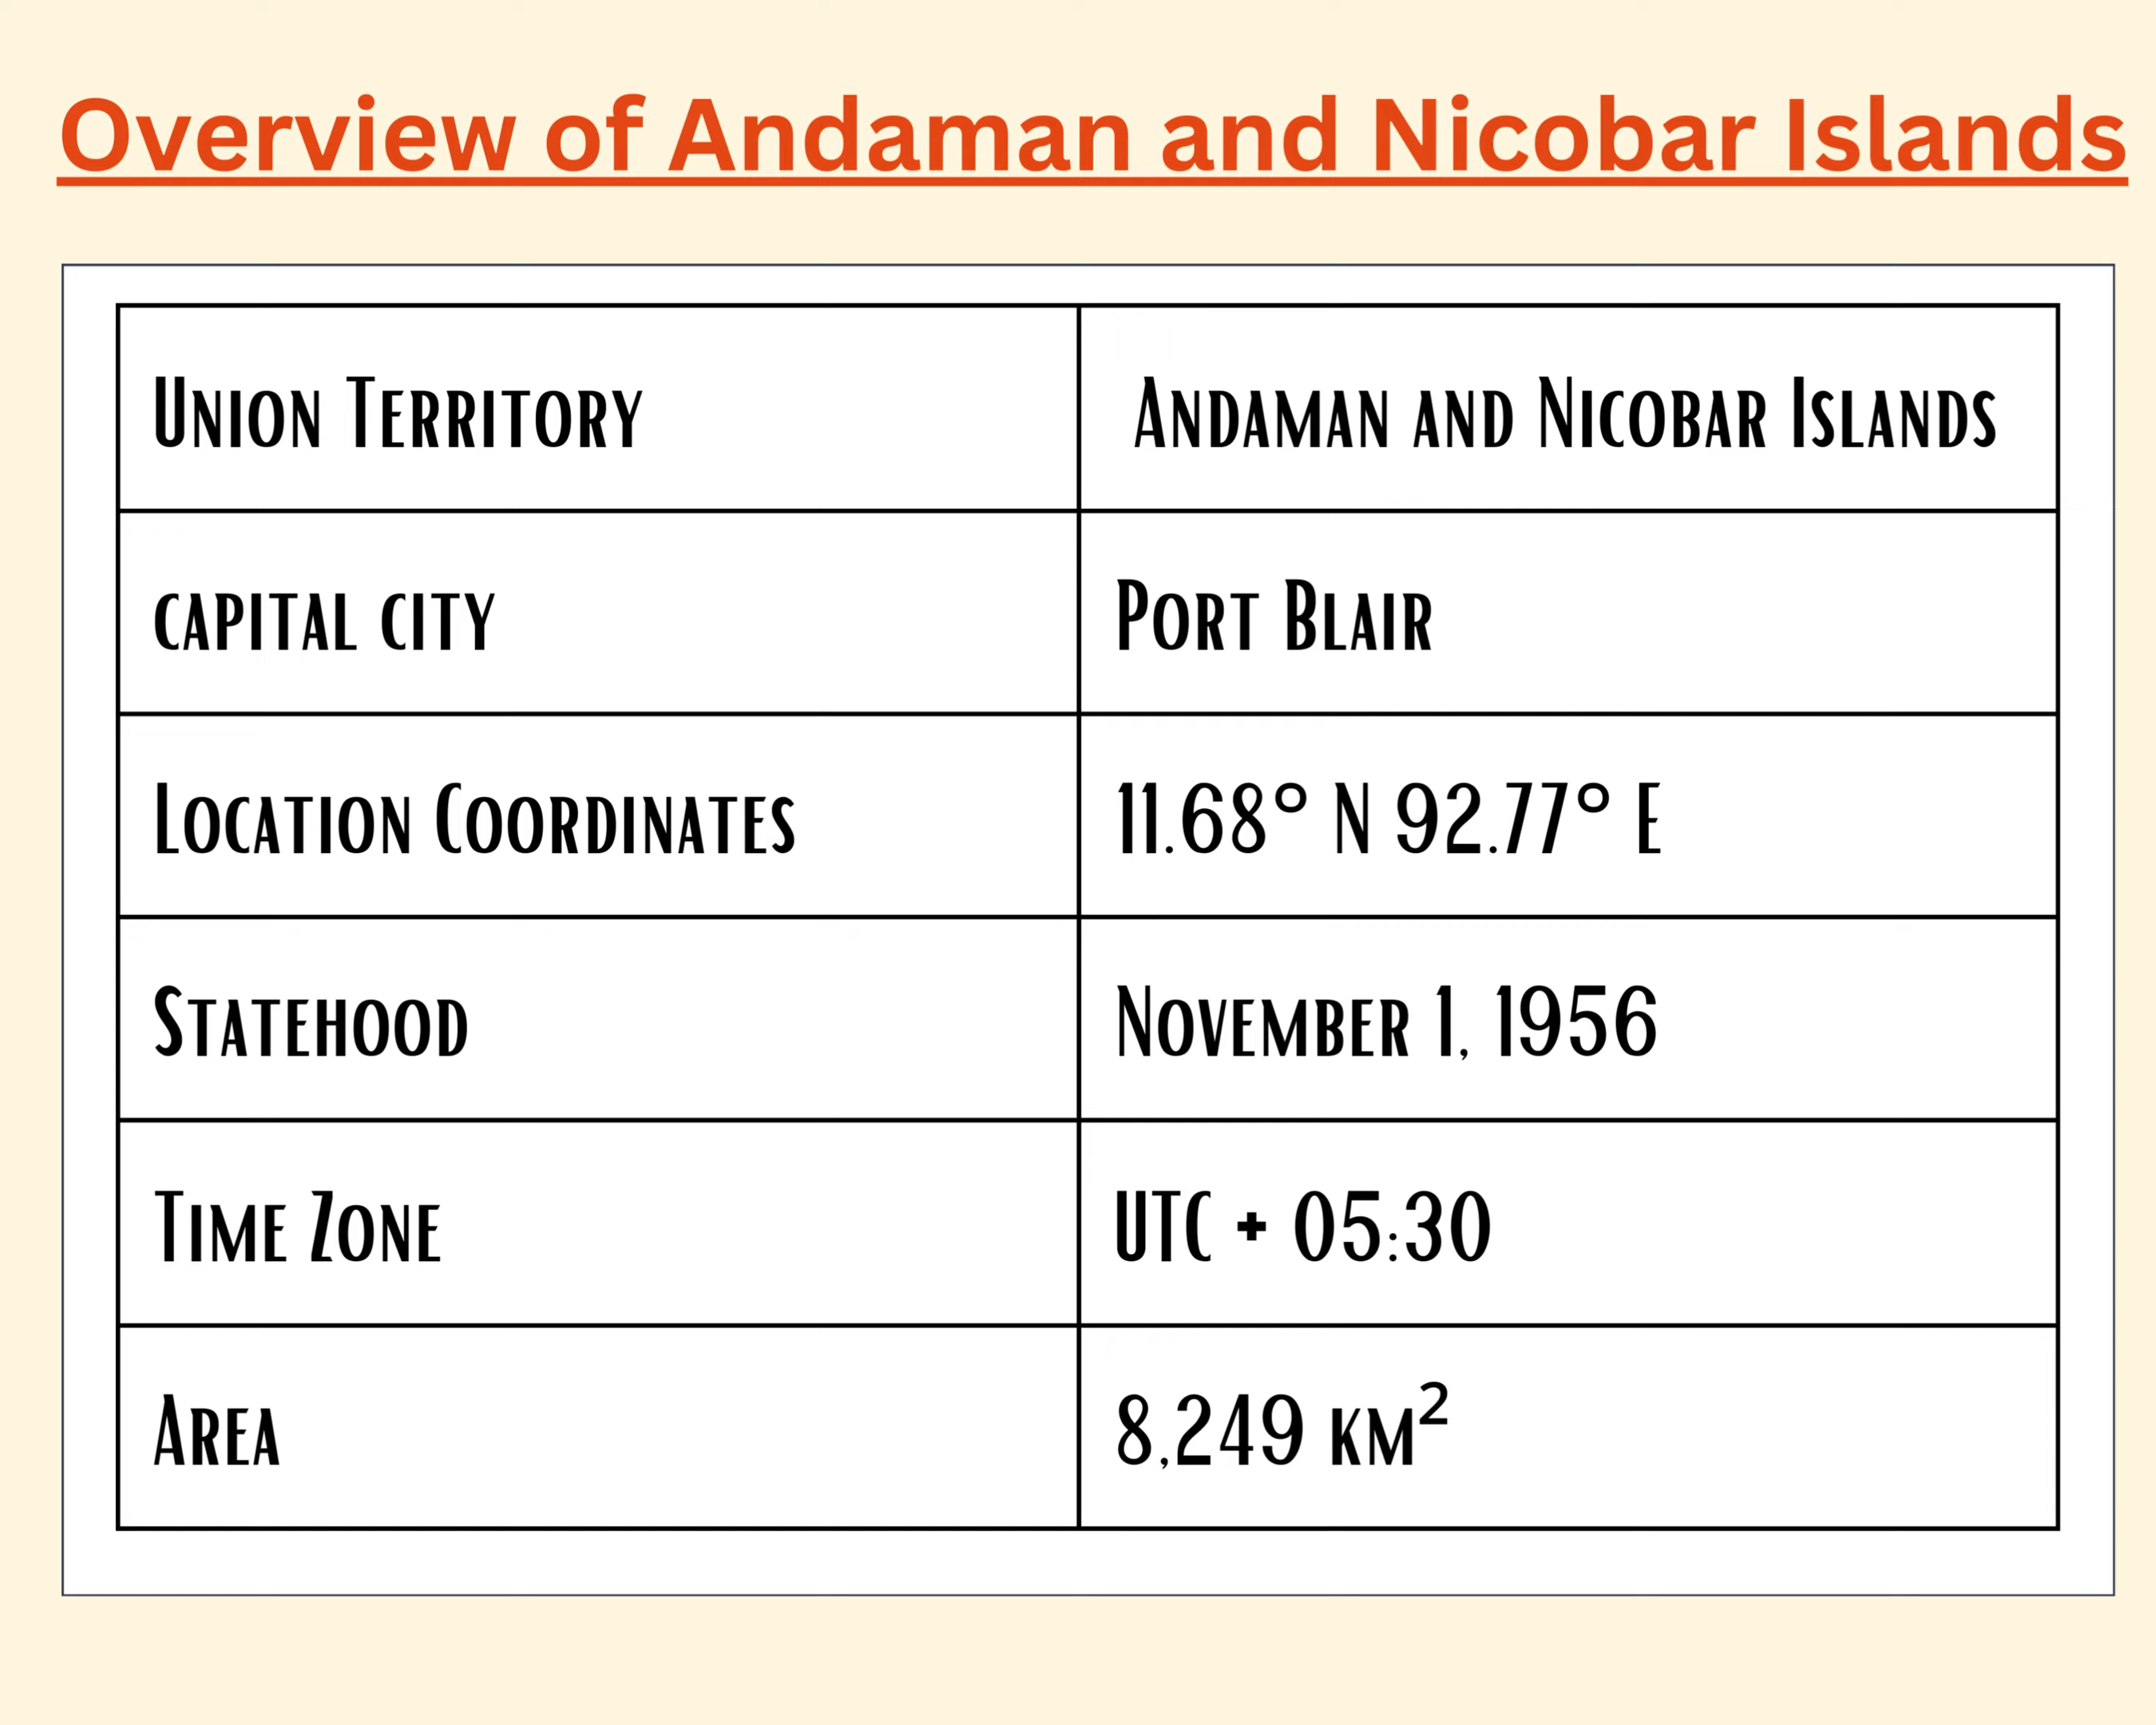 Overview of Andaman and Nicobar Islands
Union Territory
Andaman and Nicobar Islands
capital city
Port Blair
Location Coordinates
11.68° N 92.77° E
Statehood
November 1, 1956
Time Zone
UTC + 05:30
Area
8,249 km²